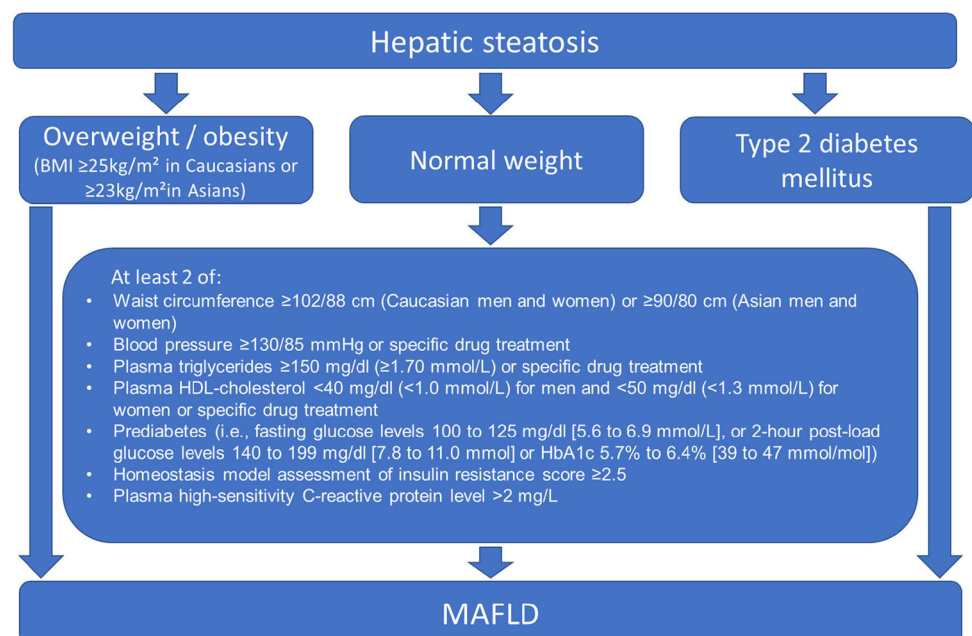 Hepatic steatosis
Overweight / obesity
(BMI ≥25kg/m² in Caucasians or
≥23kg/m²in Asians)
Normal weight
Type 2 diabetes
mellitus
At least 2 of:
• Waist circumference ≥102/88 cm (Caucasian men and women) or ≥90/80 cm (Asian men and
women)
• Blood pressure ≥130/85 mmHg or specific drug treatment
• Plasma triglycerides ≥150 mg/dl (≥1.70 mmol/L) or specific drug treatment
• Plasma HDL-cholesterol <40 mg/dl (<1.0 mmol/L) for men and <50 mg/dl (<1.3 mmol/L) for
women or specific drug treatment
• Prediabetes (i.e., fasting glucose levels 100 to 125 mg/dl [5.6 to 6.9 mmol/L], or 2-hour post-load
glucose levels 140 to 199 mg/dl [7.8 to 11.0 mmol] or HbA1c 5.7% to 6.4% [39 to 47 mmol/mol])
• Homeostasis model assessment of insulin resistance score ≥2.5
• Plasma high-sensitivity C-reactive protein level >2 mg/L
MAFLD